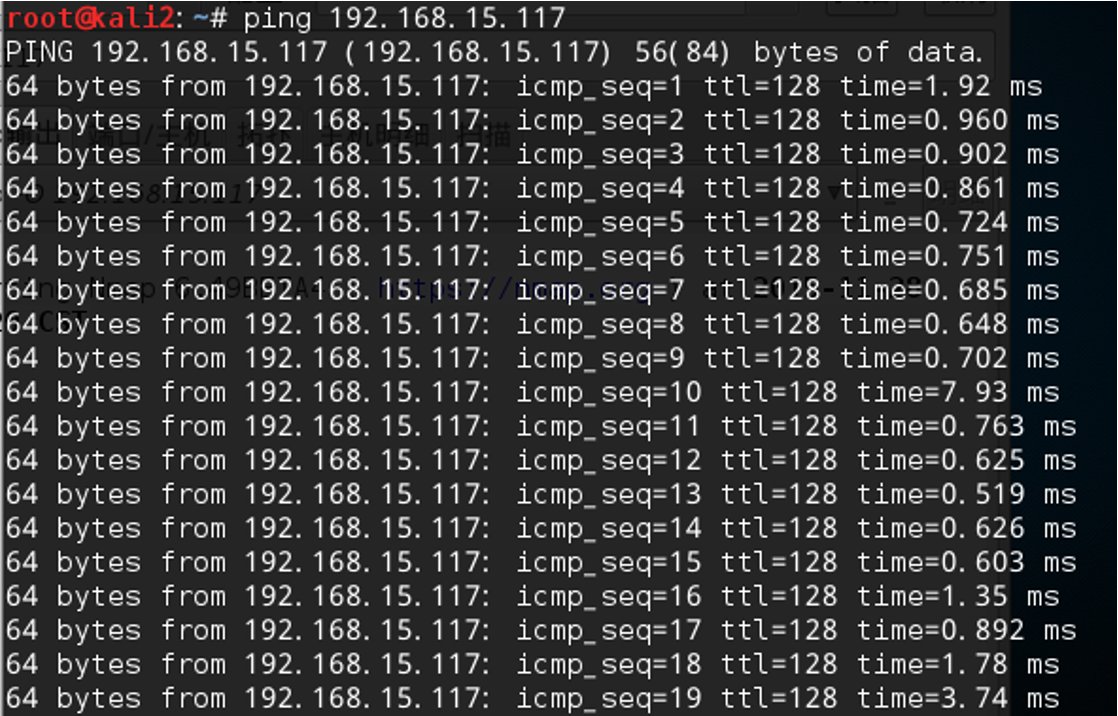 root@kali2:~# ping 192.168.15.117
PING 192.168.15.117 (192.168.15.117) 56(84) bytes of data.
64 bytes from 192.168.15.117: icmp_seq=1 ttl=128 time=1.92 ms
64 bytes from 192.168.15.117: icmp_seq=2 ttl=128 time=0.960 ms
64 bytes from 192.168.15.117: icmp_seq=3 ttl=128 time=0.902 ms
64 bytes from 192.168.15.117: icmp_seq=4 ttl=128 time=0.861 ms
64 bytes from 192.168.15.117: icmp_seq=5 ttl=128 time=0.724 ms
64 bytes from 192.168.15.117: icmp_seq=6 ttl=128 time=0.751 ms
64 bytes from 192.168.15.117: icmp_seq=7 ttl=128 time=0.685 ms
64 bytes from 192.168.15.117: icmp_seq=8 ttl=128 time=0.648 ms
64 bytes from 192.168.15.117: icmp_seq=9 ttl=128 time=0.702 ms
64 bytes from 192.168.15.117: icmp_seq=10 ttl=128 time=7.93 ms
64 bytes from 192.168.15.117: icmp_seq=11 ttl=128 time=0.763 ms
64 bytes from 192.168.15.117: icmp_seq=12 ttl=128 time=0.625 ms
64 bytes from 192.168.15.117: icmp_seq=13 ttl=128 time=0.519 ms
64 bytes from 192.168.15.117: icmp_seq=14 ttl=128 time=0.626 ms
64 bytes from 192.168.15.117: icmp_seq=15 ttl=128 time=0.603 ms
64 bytes from 192.168.15.117: icmp_seq=16 ttl=128 time=1.35 ms
64 bytes from 192.168.15.117: icmp_seq=17 ttl=128 time=0.892 ms
64 bytes from 192.168.15.117: icmp_seq=18 ttl=128 time=1.78 ms
64 bytes from 192.168.15.117: icmp_seq=19 ttl=128 time=3.74 ms